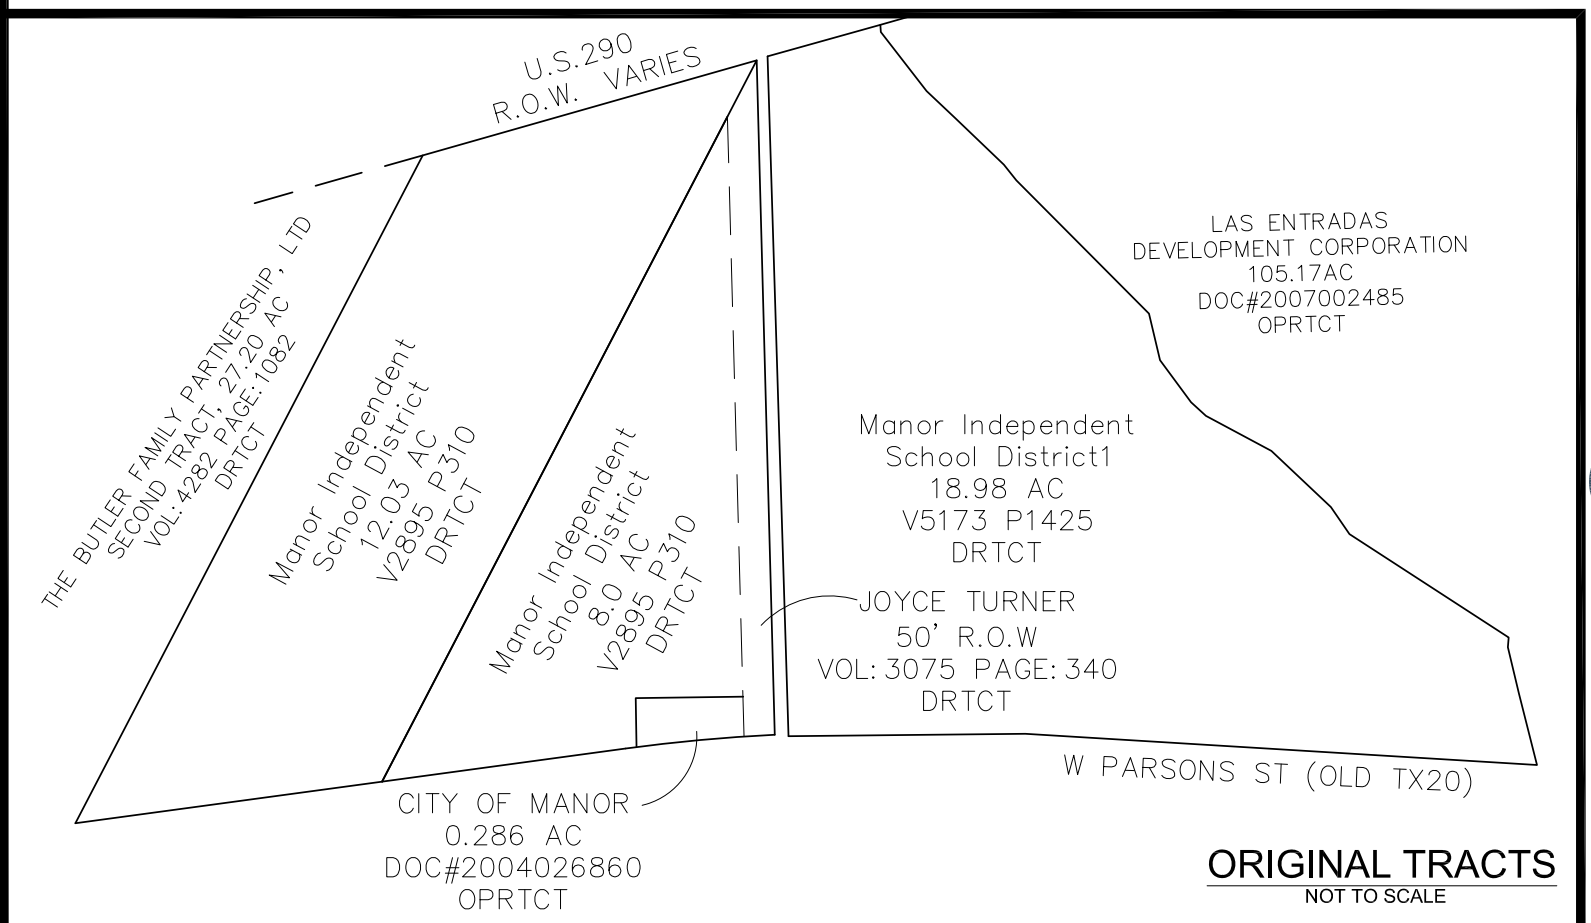 U.S.290
R.O.W. VARIES
THE BUTLER FAMILY PARTNERSHIP, LTD
SECOND TRACT, 27.20 AC
VOL: 4282 PAGE: 1082
DRTCT
Manor Independent
School District
12.03 AC
V2895 P310
DRTCT
Manor Independent
School District
8.0 AC
V2895 P310
DRTCT
LAS ENTRADAS
DEVELOPMENT CORPORATION
105.17AC
DOC#2007002485
OPRTCT
Manor Independent
School District1
18.98 AC
V5173 P1425
DRTCT
JOYCE TURNER
50' R.O.W
VOL: 3075 PAGE: 340
DRTCT
W PARSONS ST (OLD TX20)
CITY OF MANOR
0.286 AC
DOC#2004026860
OPRTCT
ORIGINAL TRACTS
NOT TO SCALE